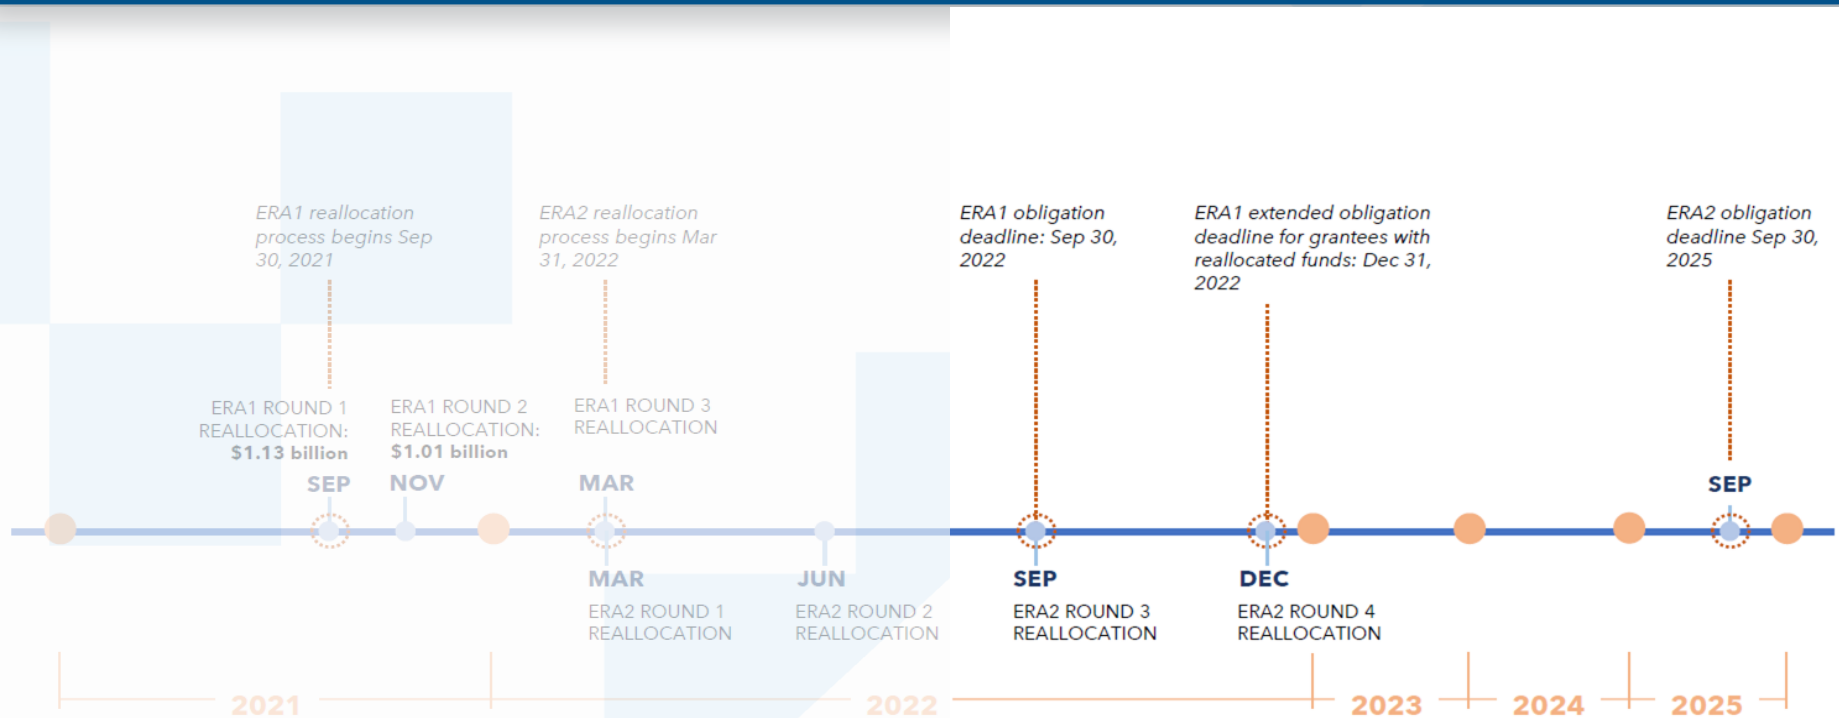 ERA1 reallocation
process begins Sep
30, 2021
ERA2 reallocation
process begins Mar
31, 2022
ERA1 obligation
deadline: Sep 30,
2022
ERA1 extended obligation
deadline for grantees with
reallocated funds: Dec 31,
2022
ERA2 obligation
deadline Sep 30,
2025
ERA1 ROUND 1
REALLOCATION:
$1.13 billion
ERA1 ROUND 2
REALLOCATION:
$1.01 billion
ERA1 ROUND 3
REALLOCATION
SEP
NOV
MAR
SEP
MAR
ERA2 ROUND 1
REALLOCATION
JUN
ERA2 ROUND 2
REALLOCATION
SEP
ERA2 ROUND 3
REALLOCATION
DEC
ERA2 ROUND 4
REALLOCATION
2021
2022
2023
2024
2025